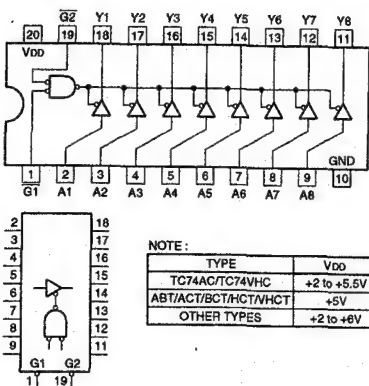 G2 Y1 Y2 Y3 Y4 Y5 Y6 Y7 Y8
20 19 18 17 16 15 14 13 12 11
VDD
GND
1 2 3 4 5 6 7 8 9 10
G1 A1 A2 A3 A4 A5 A6 A7 A8
2 18
3 17
4 16
5 15
6 14
7 13
8 12
9 11
G1 G2
1 19
NOTE :
TYPE VDD
TC74AC/TC74VHC +2 to +5.5V
ABT/ACT/BCT/HCT/VHCT +5V
OTHER TYPES +2 to +6V